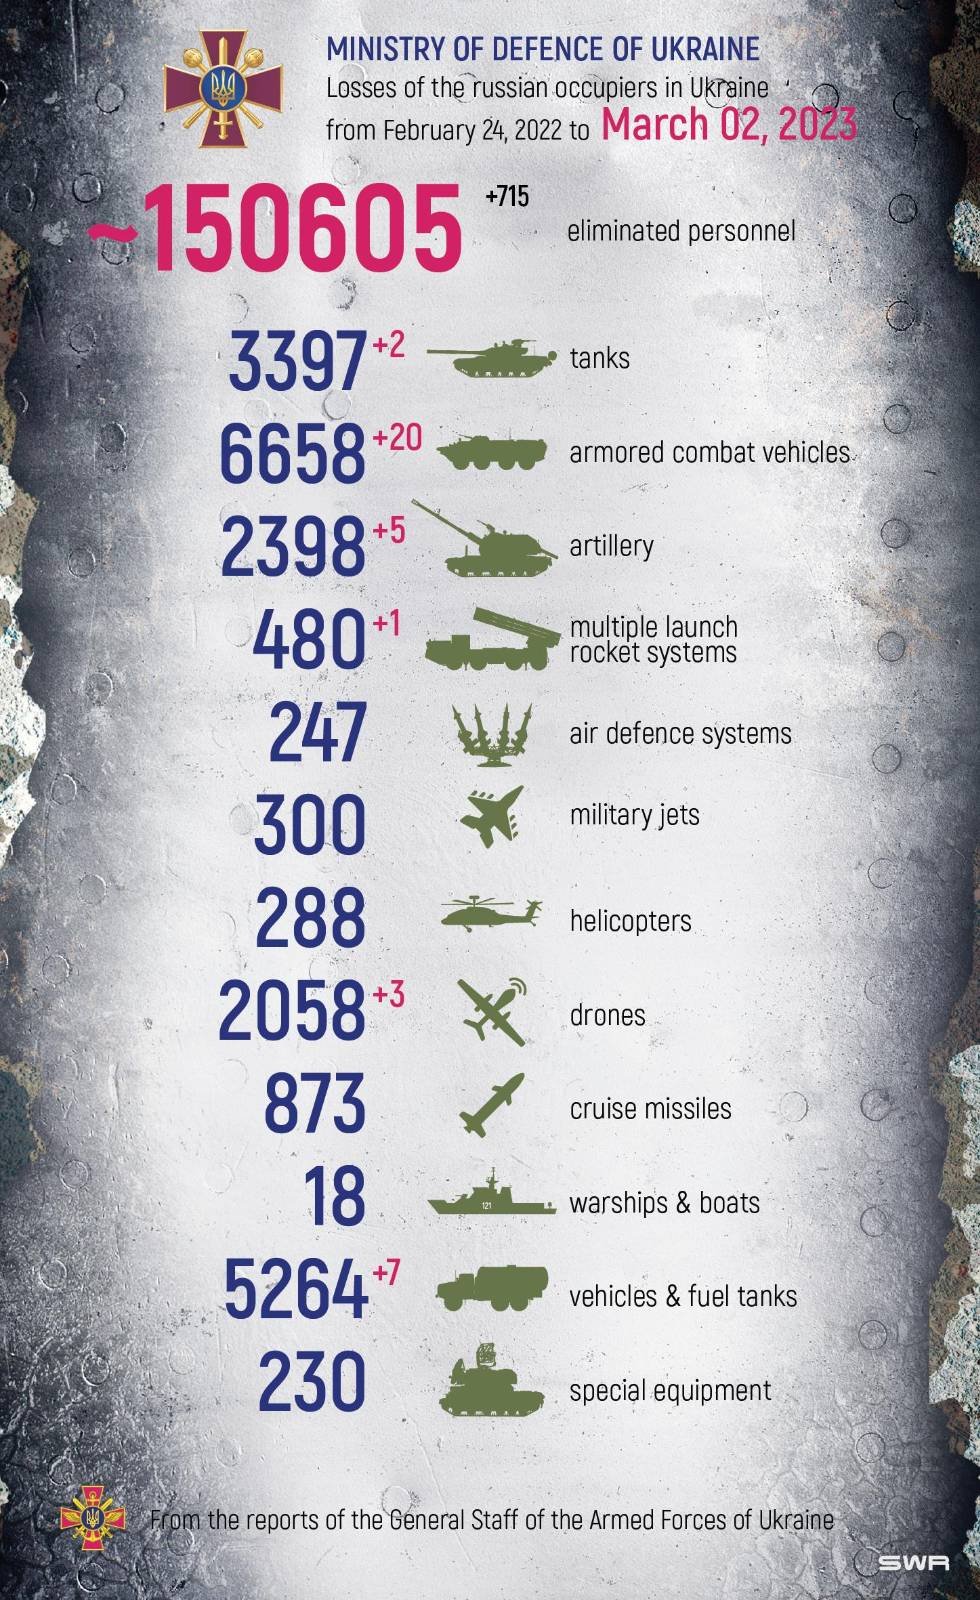 MINISTRY OF DEFENCE OF UKRAINE
Losses of the russian occupiers in Ukraine
from February 24, 2022 to March 02, 2023
~150605 +715 eliminated personnel
3397 +2 tanks
6658 +20 armored combat vehicles
2398 +5 artillery
480 +1 multiple launch
rocket systems
247 air defence systems
300 military jets
288 helicopters
2058 +3 drones
873 cruise missiles
18 121 warships & boats
5264 +7 vehicles & fuel tanks
230 special equipment
From the reports of the General Staff of the Armed Forces of Ukraine
SWR